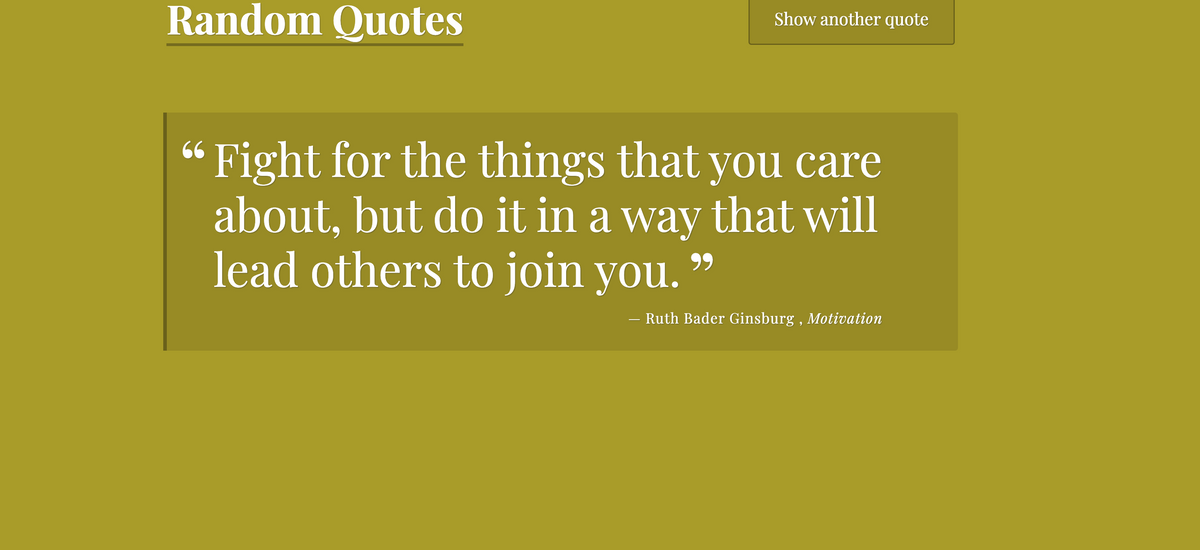 Random Quotes
Show another quote
“ Fight for the things that you care
about, but do it in a way that will
lead others to join you. ”
— Ruth Bader Ginsburg , Motivation